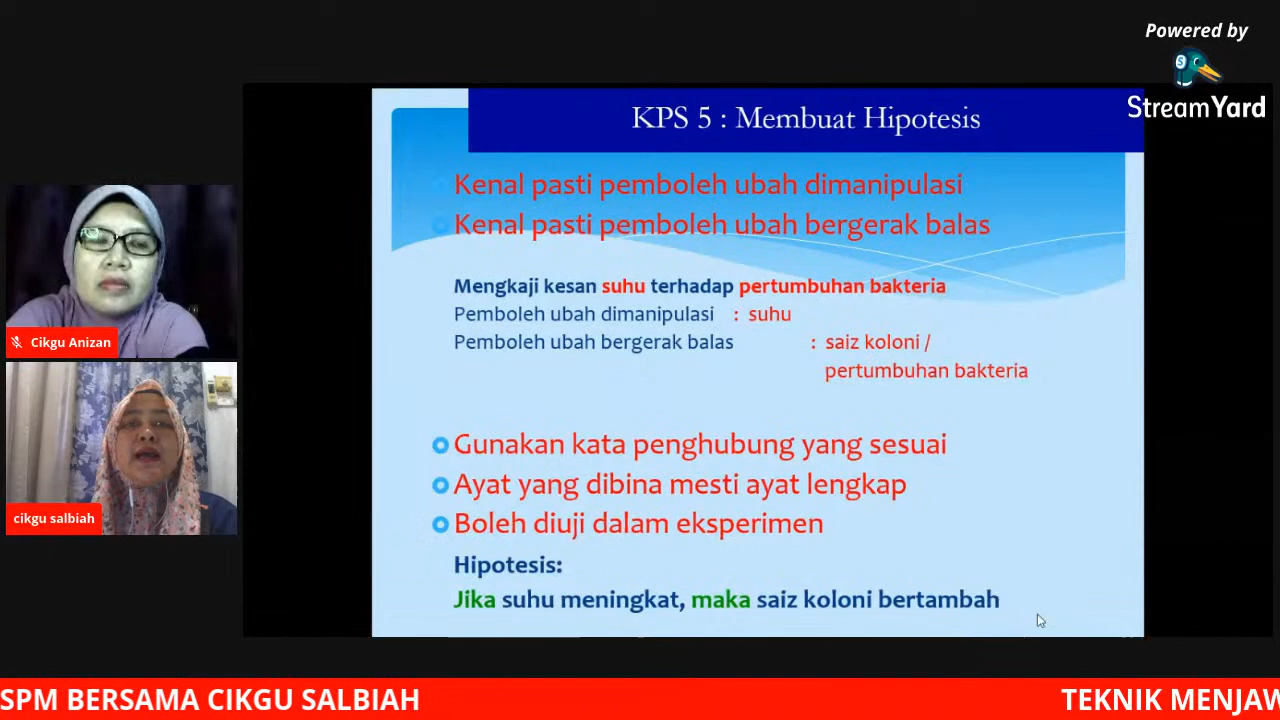 Powered by
StreamYard
KPS 5 : Membuat Hipotesis
Kenal pasti pemboleh ubah dimanipulasi
Kenal pasti pemboleh ubah bergerak balas
Mengkaji kesan suhu terhadap pertumbuhan bakteria
Pemboleh ubah dimanipulasi : suhu
Pemboleh ubah bergerak balas : saiz koloni /
pertumbuhan bakteria
Gunakan kata penghubung yang sesuai
Ayat yang dibina mesti ayat lengkap
Boleh diuji dalam eksperimen
Hipotesis:
Jika suhu meningkat, maka saiz koloni bertambah
Cikgu Anizan
cikgu salbiah
SPM BERSAMA CIKGU SALBIAH
TEKNIK MENJAW